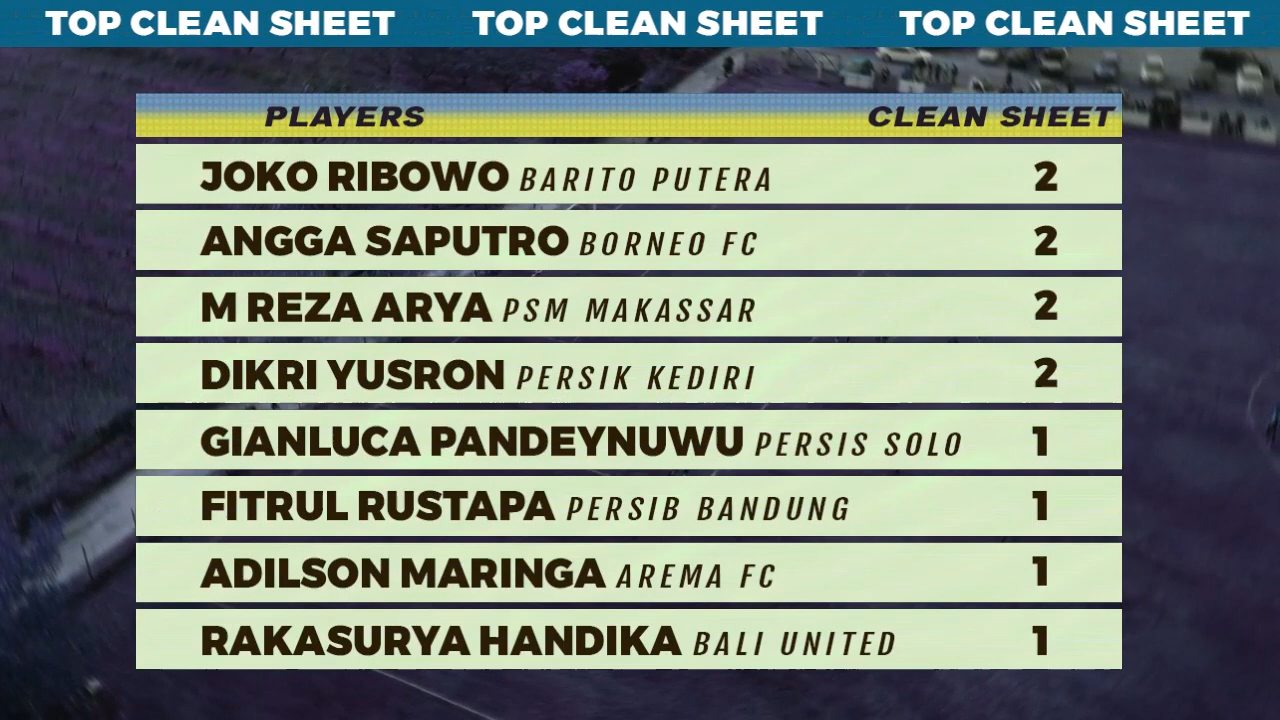 TOP CLEAN SHEET TOP CLEAN SHEET TOP CLEAN SHEET
PLAYERS CLEAN SHEET
JOKO RIBOWO BARITO PUTERA 2
ANGGA SAPUTRO BORNEO FC 2
M REZA ARYA PSM MAKASSAR 2
DIKRI YUSRON PERSIK KEDIRI 2
GIANLUCA PANDEYNUWU PERSIS SOLO 1
FITRUL RUSTAPA PERSIB BANDUNG 1
ADILSON MARINGA AREMA FC 1
RAKASURYA HANDIKA BALI UNITED 1